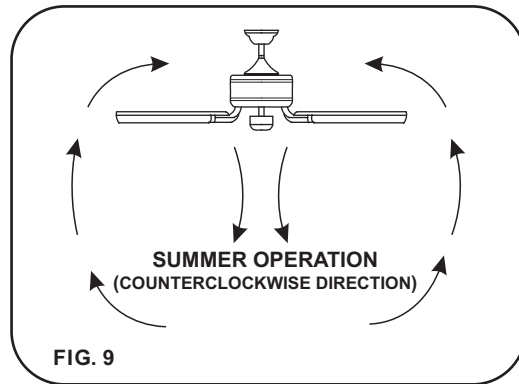 SUMMER OPERATION
(COUNTERCLOCKWISE DIRECTION)
FIG. 9